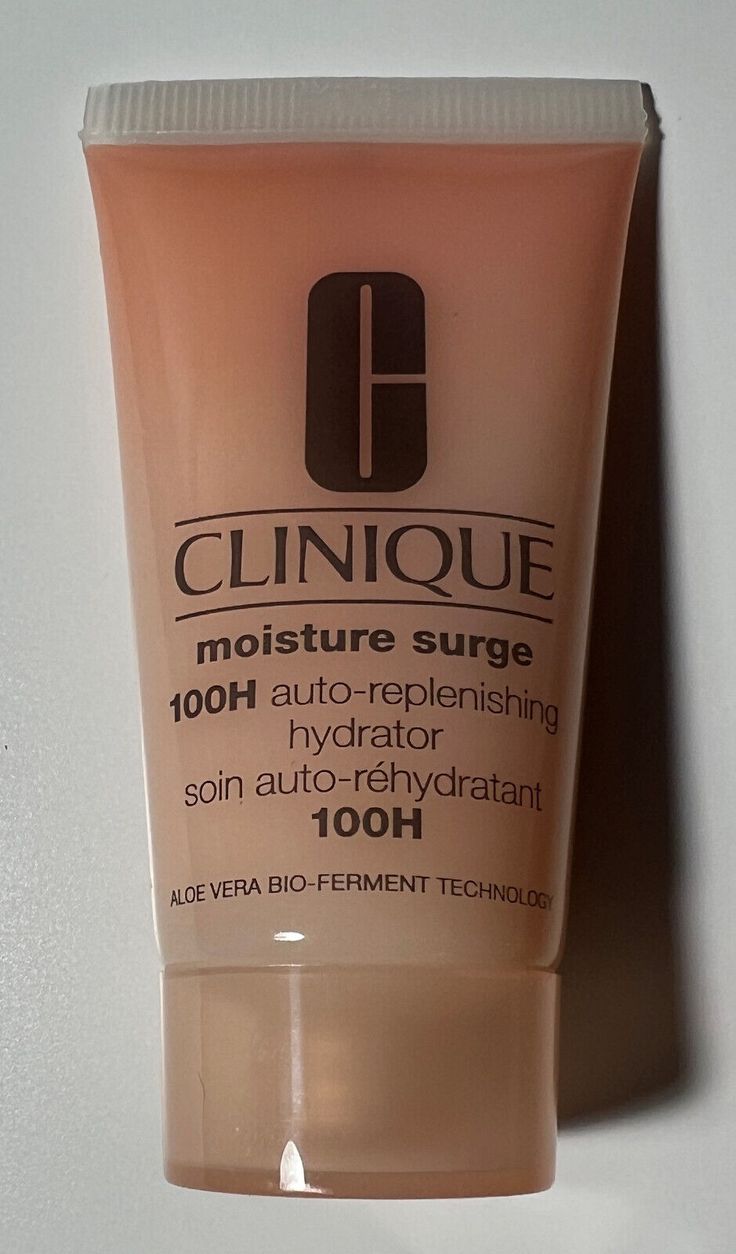 C
CLINIQUE
moisture surge
100H auto-replenishing
hydrator
soin auto-réhydratant
100H
ALOE VERA BIO-FERMENT TECHNOLOGY